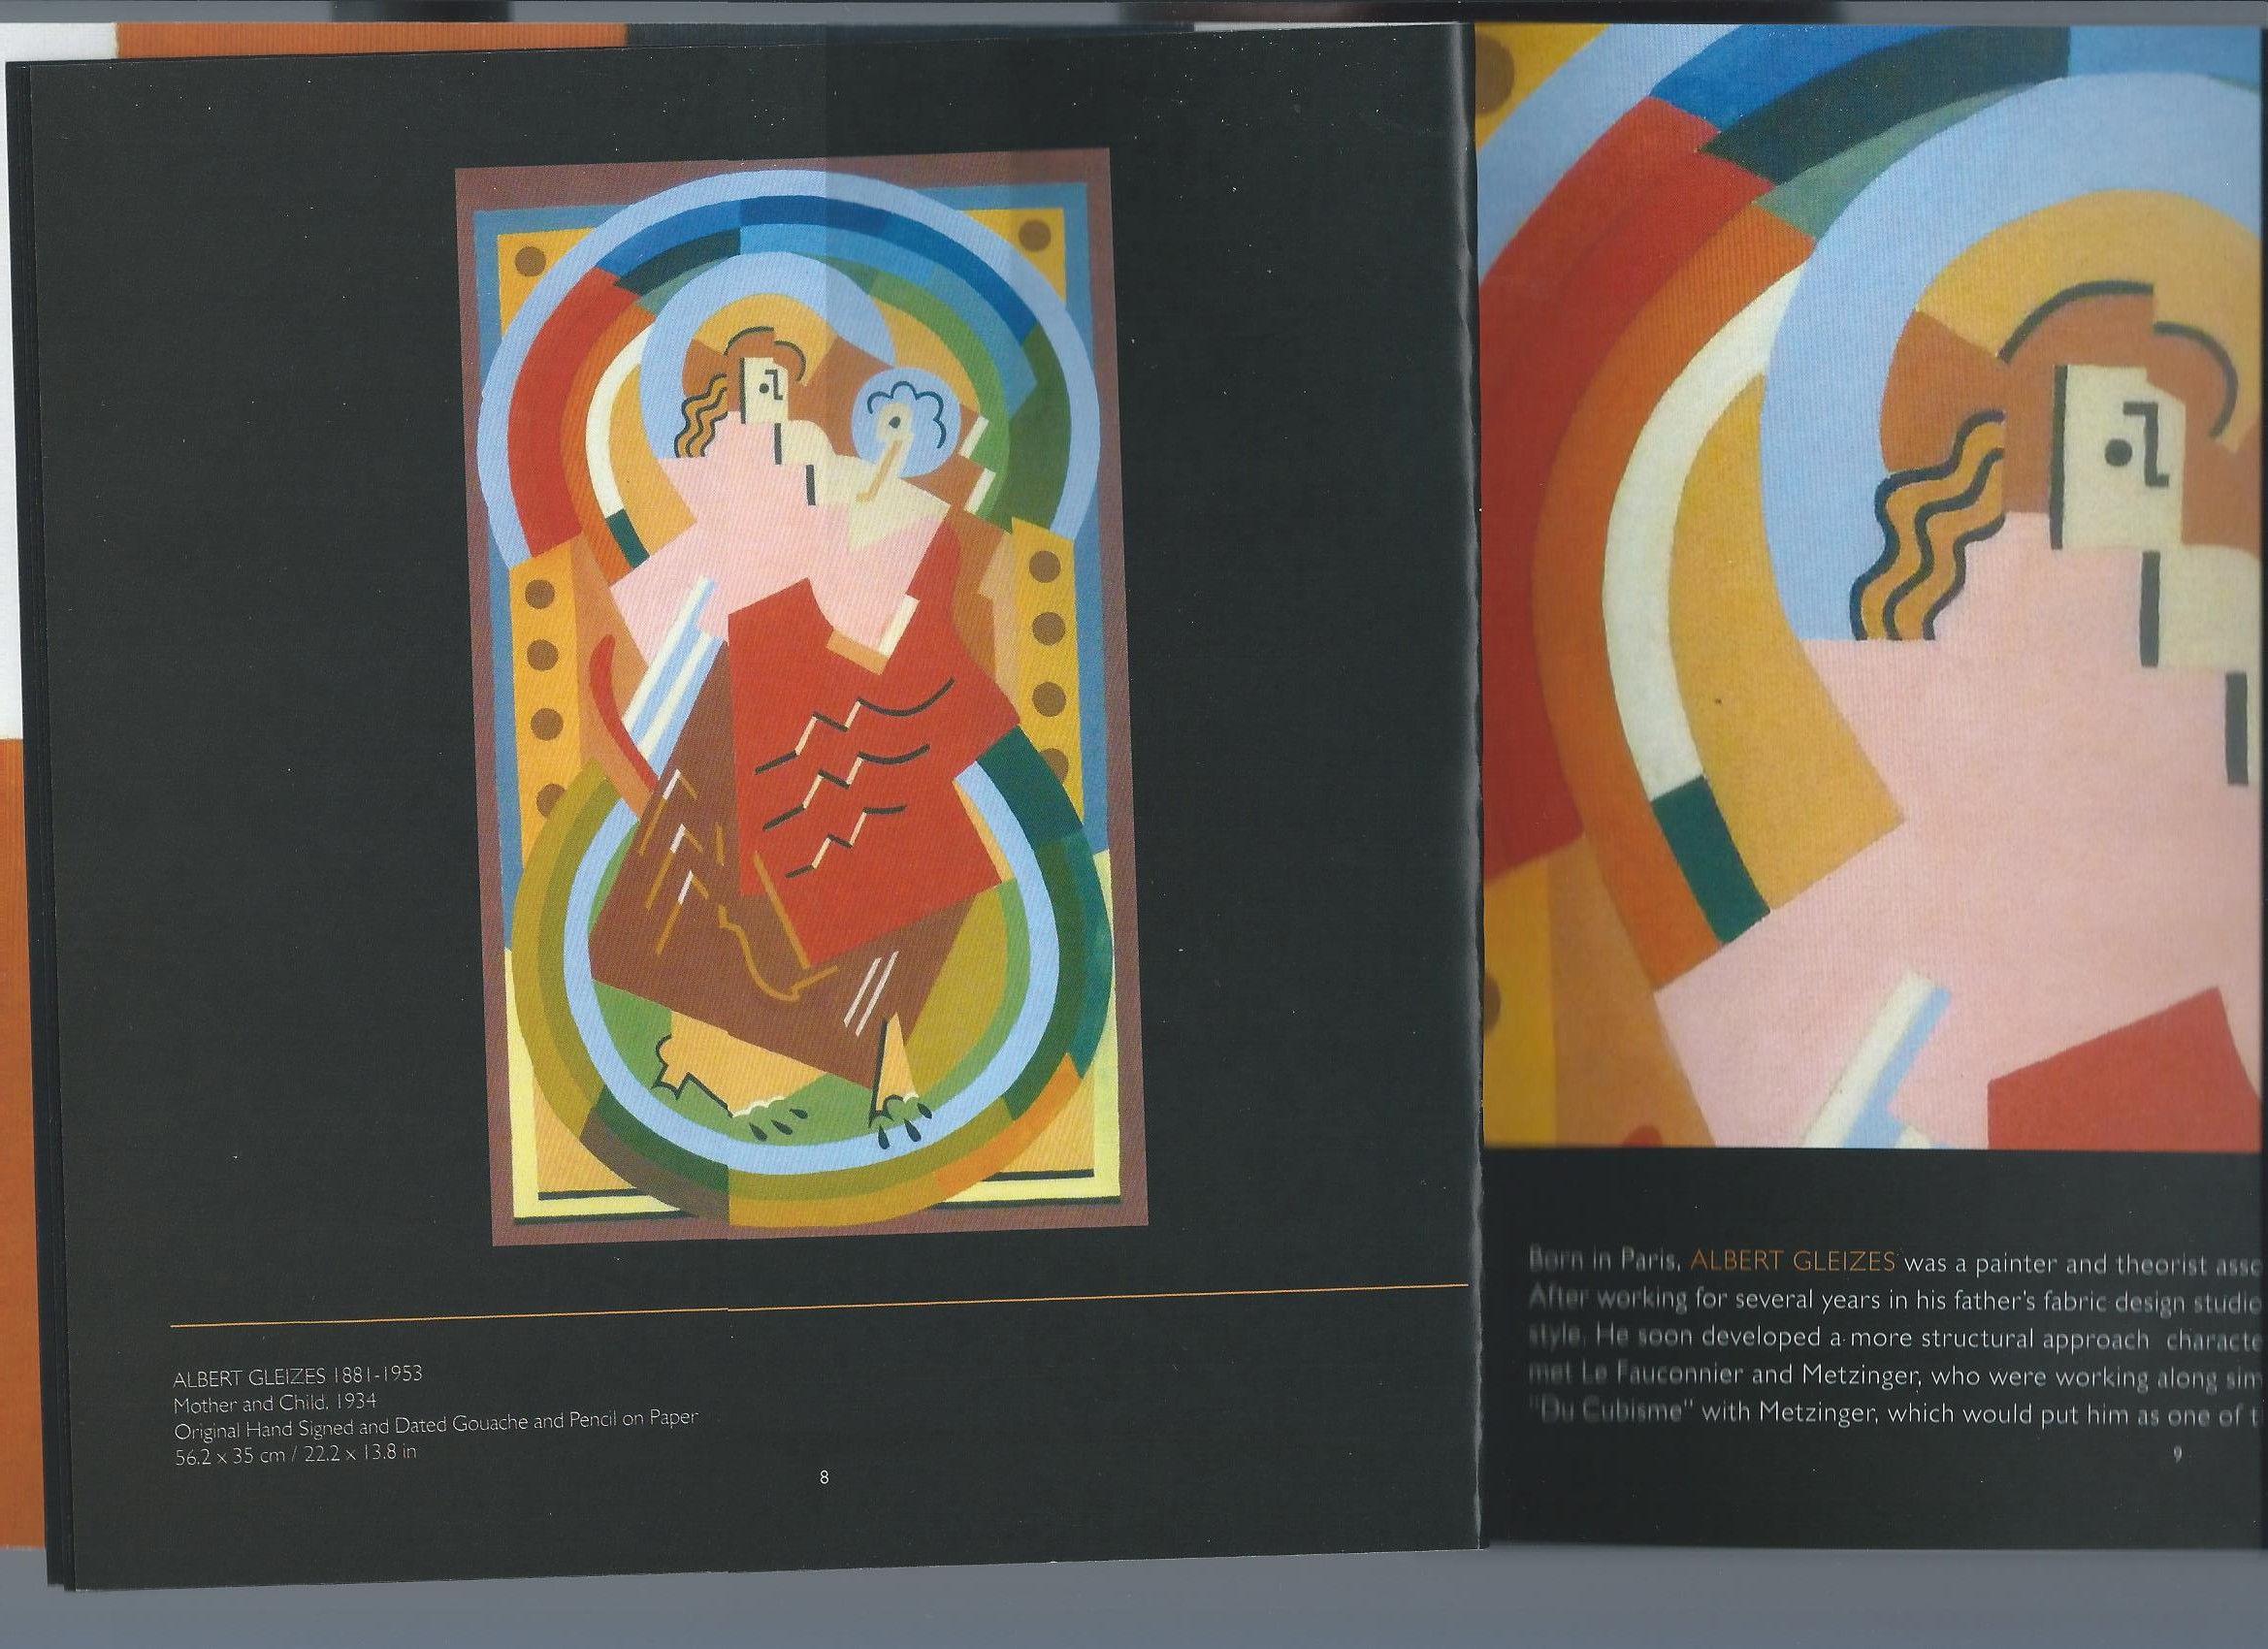 ALBERT GLEIZES 1881-1953
Mother and Child, 1934
Original Hand Signed and Dated Gouache and Pencil on Paper
56.2 x 35 cm / 22.2 x 13.8 in
8
Born in Paris, ALBERT GLEIZES was a painter and theorist
After working for several years in his father's fabric design
style. He soon developed a more structural approach
met Le Fauconnier and Metzinger, who were working along
"Du Cubisme" with Metzinger, which would put him as one of
9